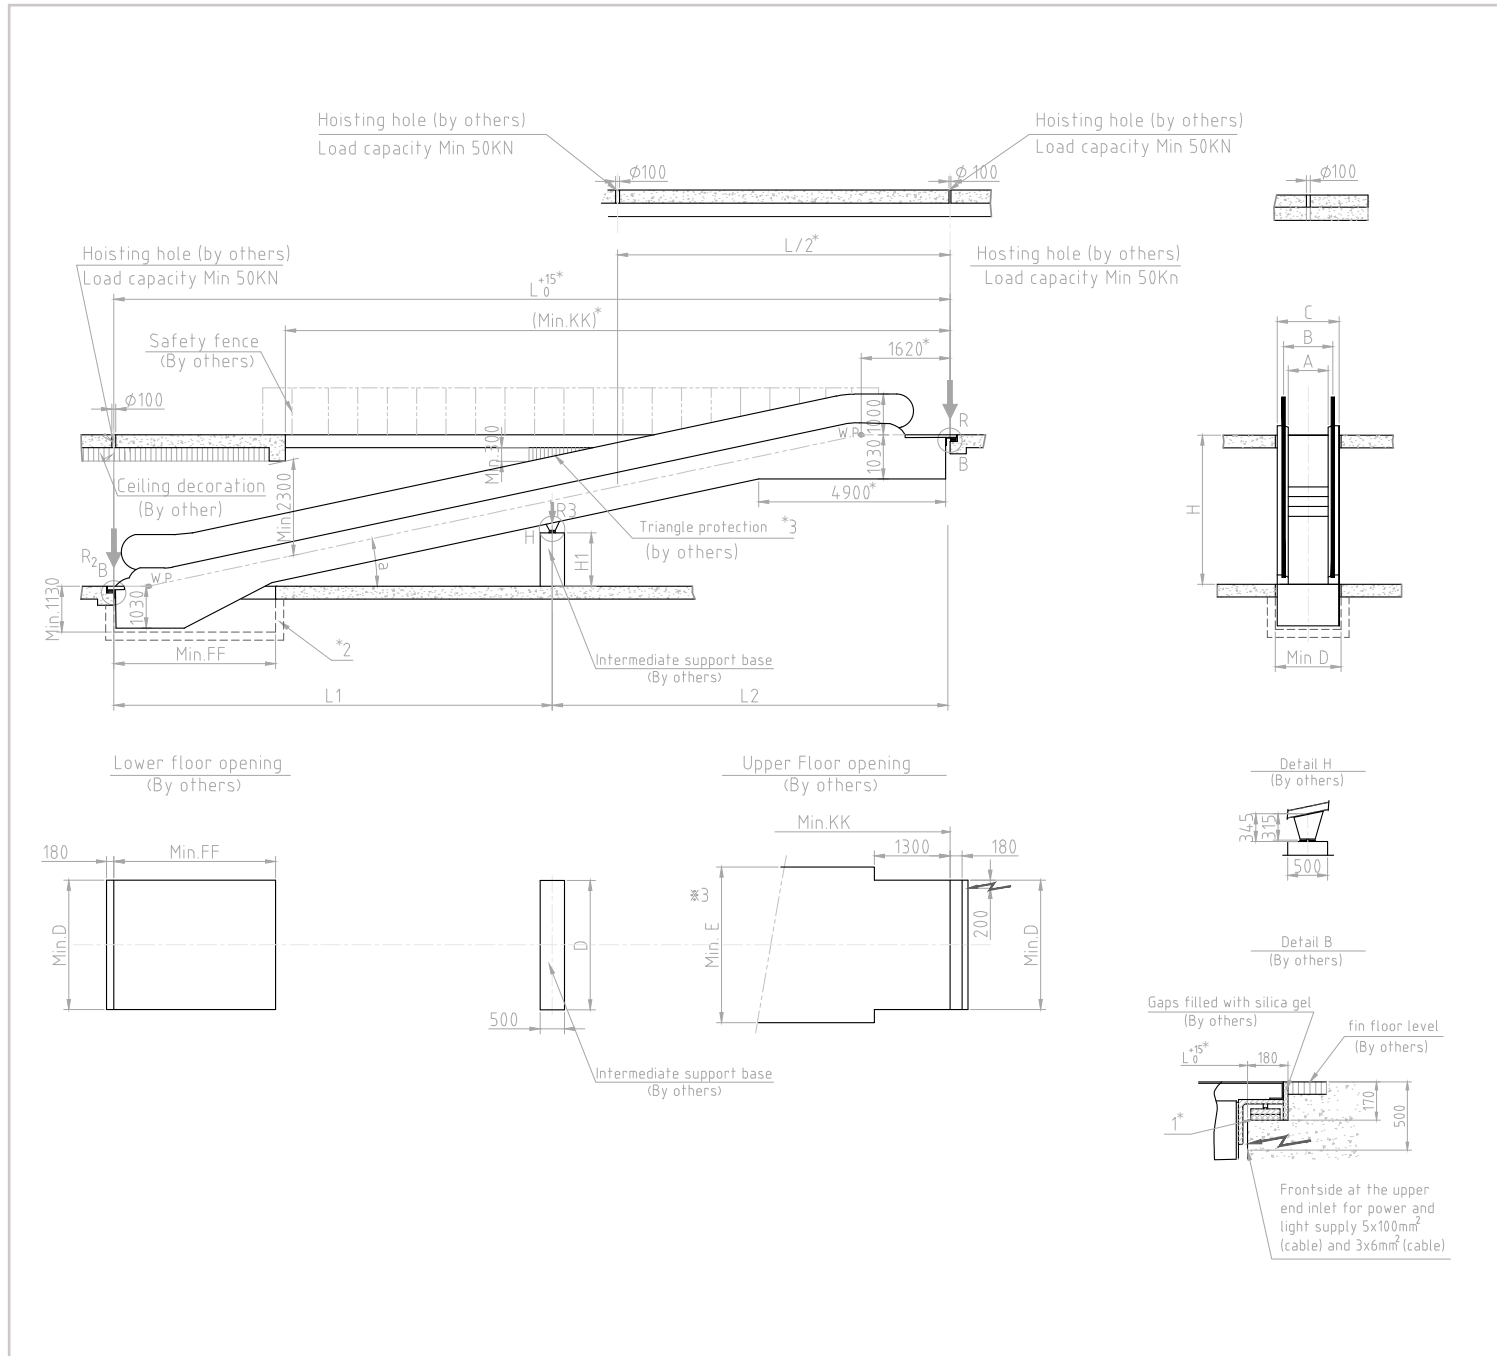 Hoisting hole (by others)
Load capacity Min 50KN
Hoisting hole (by others)
Load capacity Min 50KN
ϕ100
ϕ100
ϕ100
L/2*
Hoisting hole (by others)
Load capacity Min 50KN
Hosting hole (by others)
Load capacity Min 50Kn
L +15* 0
(Min.KK)*
C
Safety fence
(By others)
1620*
B
A
ϕ100
1000
R
Min 300
W.P.
1030
B
Ceiling decoration
(By other)
Min 2300
4900*
H
R3
Triangle protection *3
(by others)
H
R2
B
H1
a
W.P.
Min.1130
1030
*2
Min.FF
Intermediate support base
(By others)
Min D
L1
L2
Lower floor opening
(By others)
Upper Floor opening
(By others)
Detail H
(By others)
Min.KK
345
315
180
Min.FF
1300
180
500
※3
200
Min.D
D
Min. E
Min.D
Detail B
(By others)
500
Gaps filled with silica gel
(By others)
fin floor level
(By others)
L +15* 0
180
Intermediate support base
(By others)
170
500
1*
Frontside at the upper
end inlet for power and
light supply 5x100mm²
(cable) and 3x6mm² (cable)